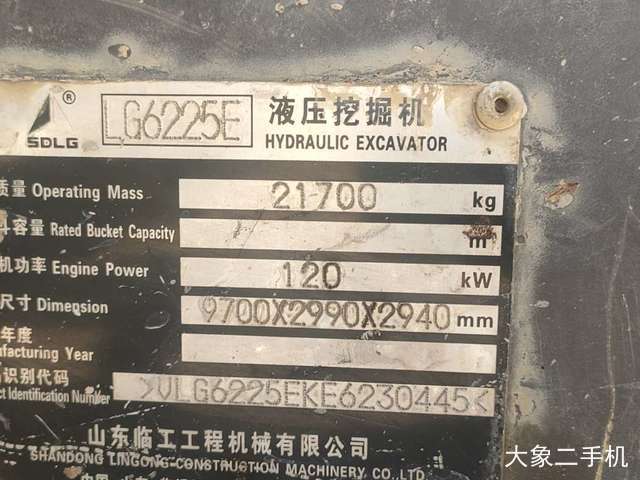 SDLG ® LG6225E 液压挖掘机
HYDRAULIC EXCAVATOR
质量 Operating Mass 21700 kg
斗容量 Rated Bucket Capacity m
机功率 Engine Power 120 kW
尺寸 Dimension 9700X2990X2940 mm
年度
facturing Year
识别代码
ct Identification Number >VLG6225EKE6230445<
山东临工工程机械有限公司
SHANDONG LINGONG CONSTRUCTION MACHINERY CO.,LTD.
大象二手机